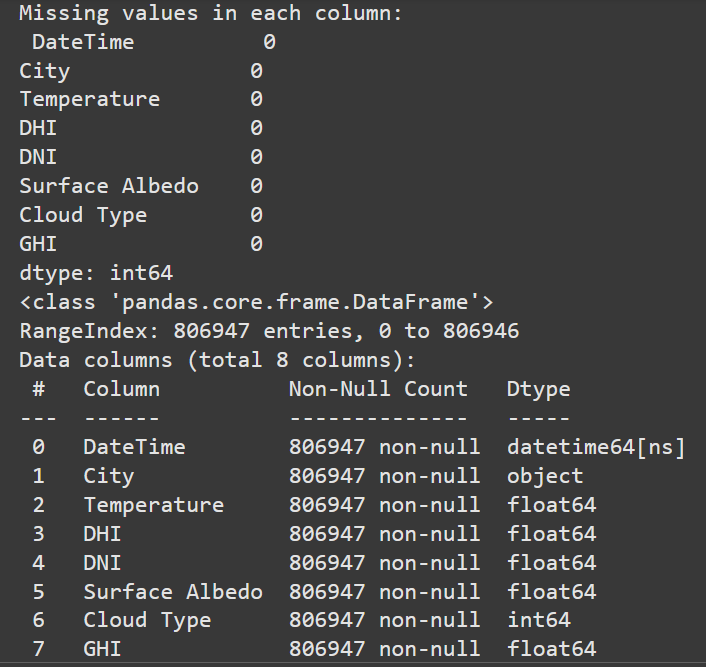 Missing values in each column:
 DateTime          0
City              0
Temperature       0
DHI               0
DNI               0
Surface Albedo    0
Cloud Type        0
GHI               0
dtype: int64
<class 'pandas.core.frame.DataFrame'>
RangeIndex: 806947 entries, 0 to 806946
Data columns (total 8 columns):
 #   Column          Non-Null Count   Dtype
---  ------          --------------   -----
 0   DateTime        806947 non-null  datetime64[ns]
 1   City            806947 non-null  object
 2   Temperature     806947 non-null  float64
 3   DHI             806947 non-null  float64
 4   DNI             806947 non-null  float64
 5   Surface Albedo  806947 non-null  float64
 6   Cloud Type      806947 non-null  int64
 7   GHI             806947 non-null  float64